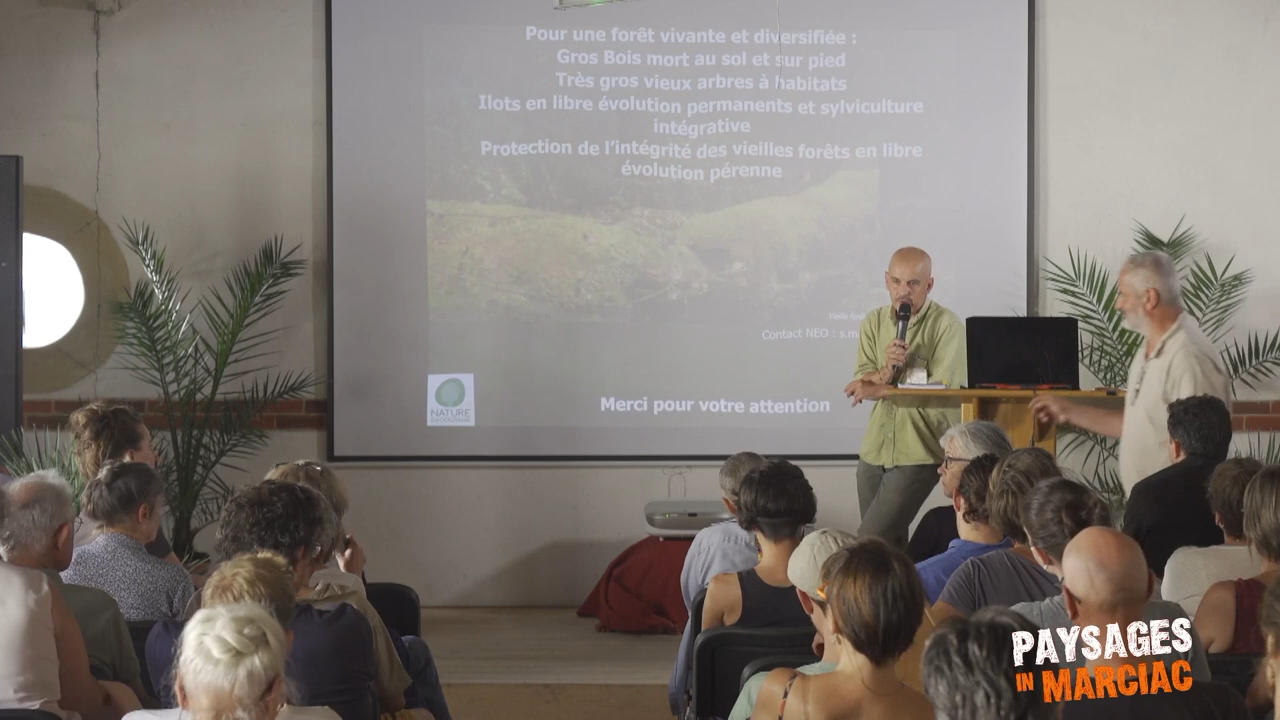 Pour une forêt vivante et diversifiée :
Gros Bois mort au sol et sur pied
Très gros vieux arbres à habitats
Ilots en libre évolution permanents et sylviculture
intégrative
Protection de l'intégrité des vieilles forêts en libre
évolution pérenne
Vieille
Contact NEO : s.m
NATURE
Merci pour votre attention
PAYSAGES
IN MARCIAC